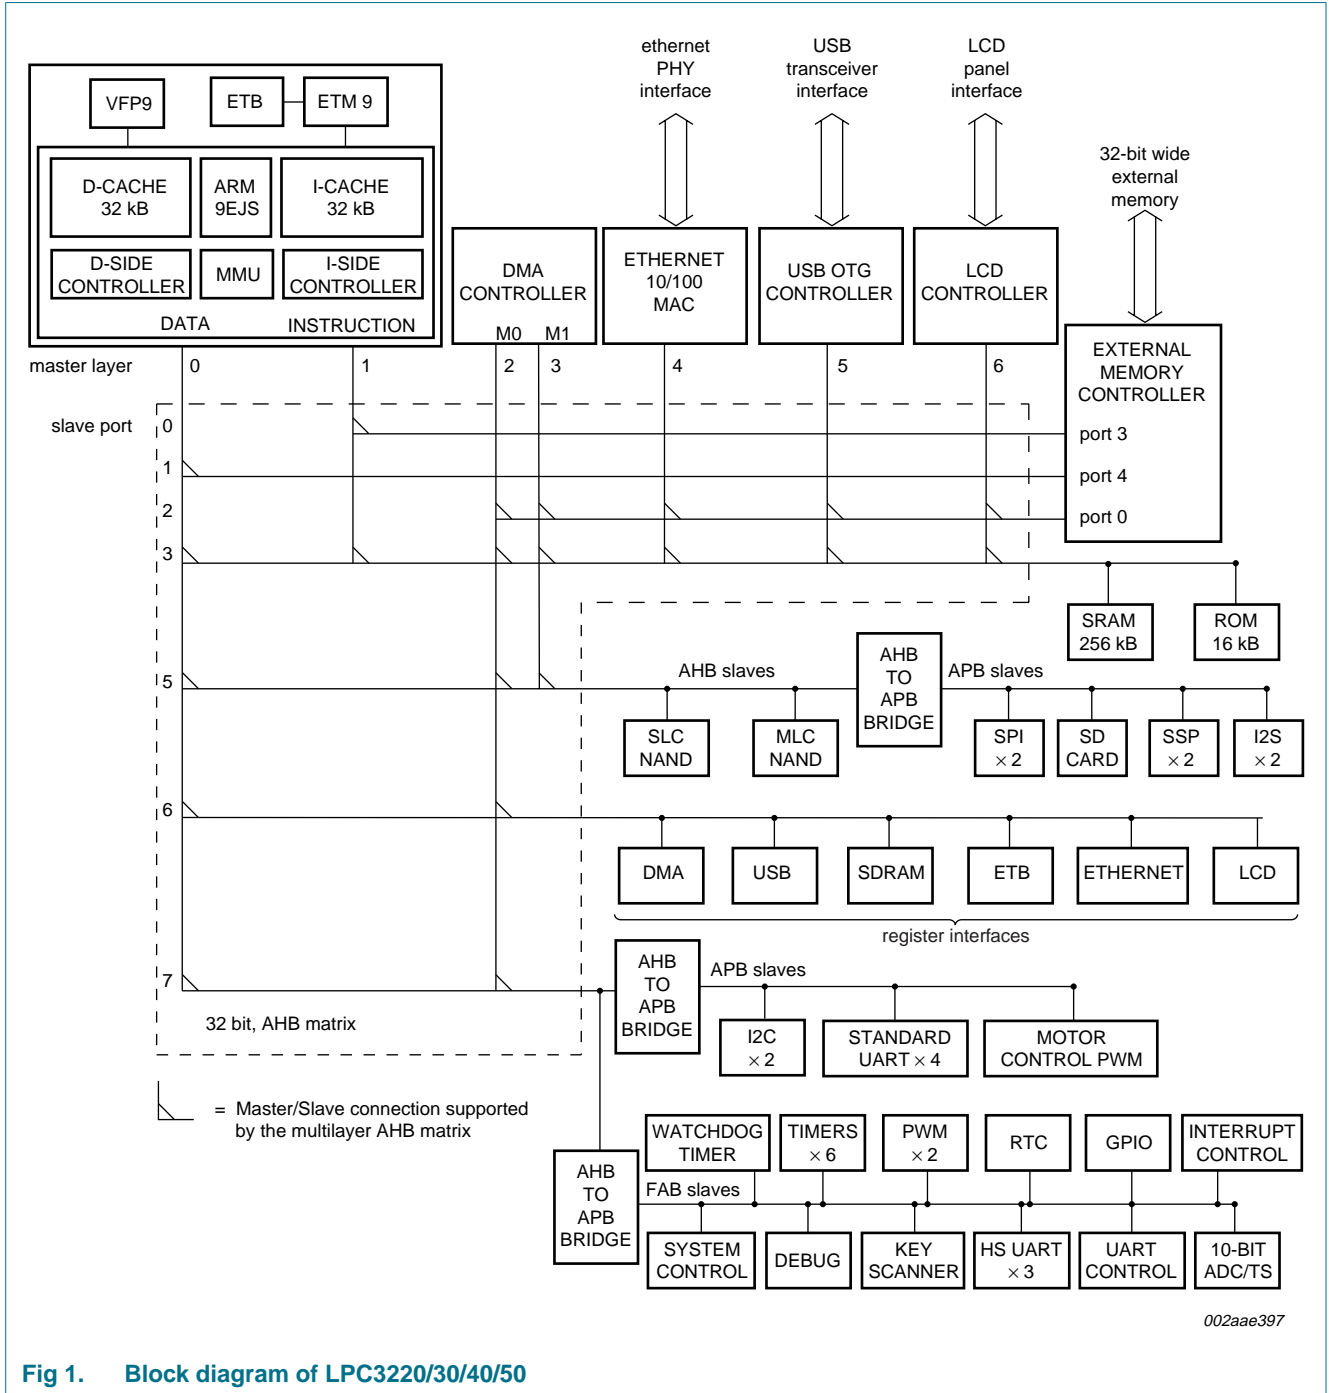 ethernet
PHY
interface
USB
transceiver
interface
LCD
panel
interface
32-bit wide
external
memory
VFP9
ETB
ETM 9
D-CACHE
32 kB
ARM
9EJS
I-CACHE
32 kB
D-SIDE
CONTROLLER
MMU
I-SIDE
CONTROLLER
DATA
INSTRUCTION
DMA
CONTROLLER
M0
M1
ETHERNET
10/100
MAC
USB OTG
CONTROLLER
LCD
CONTROLLER
EXTERNAL
MEMORY
CONTROLLER
port 3
port 4
port 0
master layer
0
1
2
3
4
5
6
slave port
0
1
2
3
5
6
7
SRAM
256 kB
ROM
16 kB
AHB slaves
AHB
TO
APB
BRIDGE
APB slaves
SLC
NAND
MLC
NAND
SPI
× 2
SD
CARD
SSP
× 2
I2S
× 2
DMA
USB
SDRAM
ETB
ETHERNET
LCD
register interfaces
AHB
TO
APB
BRIDGE
APB slaves
I2C
× 2
STANDARD
UART × 4
MOTOR
CONTROL PWM
32 bit, AHB matrix
= Master/Slave connection supported
by the multilayer AHB matrix
AHB
TO
APB
BRIDGE
FAB slaves
WATCHDOG
TIMER
TIMERS
× 6
PWM
× 2
RTC
GPIO
INTERRUPT
CONTROL
SYSTEM
CONTROL
DEBUG
KEY
SCANNER
HS UART
× 3
UART
CONTROL
10-BIT
ADC/TS
002aae397
Fig 1. Block diagram of LPC3220/30/40/50